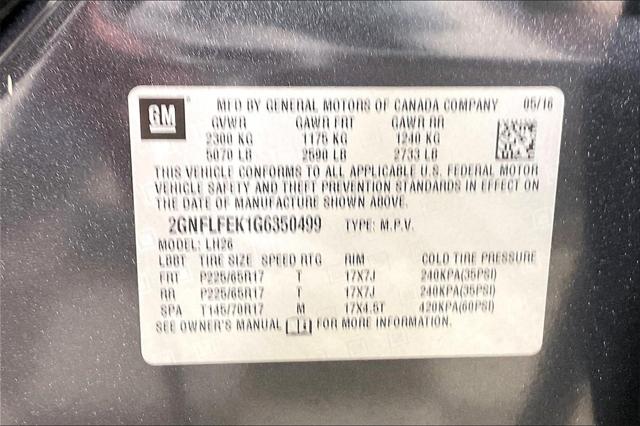 GM MFD BY GENERAL MOTORS OF CANADA COMPANY 05/16
GVWR GAWR FRT GAWR RR
2300 KG 1175 KG 1240 KG
5070 LB 2590 LB 2733 LB
THIS VEHICLE CONFORMS TO ALL APPLICABLE U.S. FEDERAL MOTOR
VEHICLE SAFETY AND THEFT PREVENTION STANDARDS IN EFFECT ON
THE DATE OF MANUFACTURE SHOWN ABOVE.
2GNFLFEK1G6350499 TYPE: M.P.V.
MODEL: LH26
LBBT TIRE SIZE SPEED RTG RIM COLD TIRE PRESSURE
FRT P225/65R17 T 17X7J 240KPA(35PSI)
RR P225/65R17 T 17X7J 240KPA(35PSI)
SPA T145/70R17 M 17X4.5T 420KPA(60PSI)
SEE OWNER'S MANUAL FOR MORE INFORMATION.